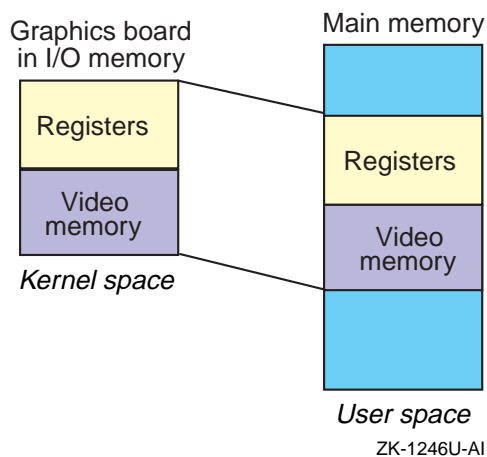 Graphics board
in I/O memory
Registers
Video
memory
Kernel space
Main memory
Registers
Video
memory
User space
ZK-1246U-AI